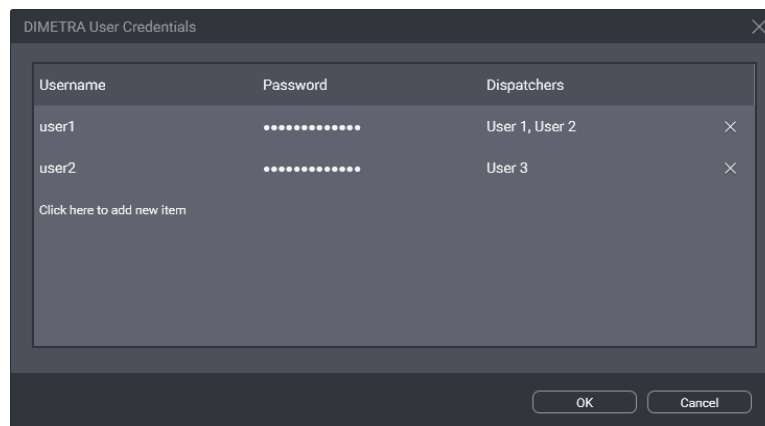 DIMETRA User Credentials
Username Password Dispatchers
user1 ••••••••••••• User 1, User 2
user2 ••••••••••••• User 3
Click here to add new item
OK Cancel